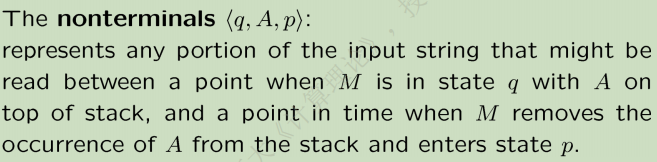 The nonterminals ⟨q, A, p⟩:
represents any portion of the input string that might be
read between a point when M is in state q with A on
top of stack, and a point in time when M removes the
occurrence of A from the stack and enters state p.